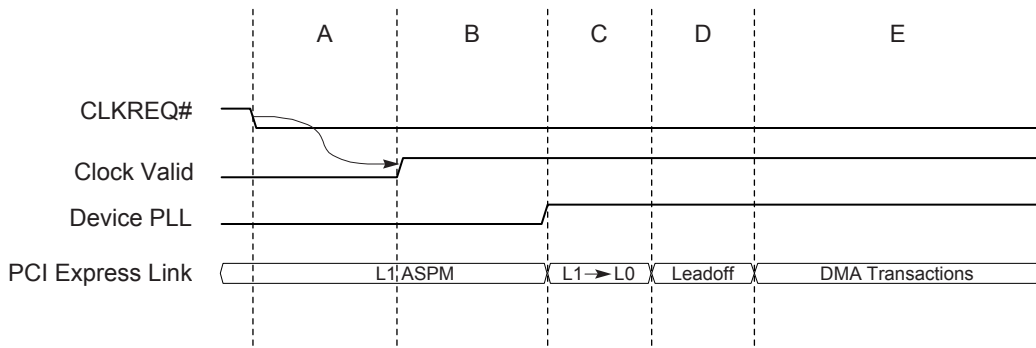 A B C D E
CLKREQ#
Clock Valid
Device PLL
PCI Express Link L1 ASPM L1→L0 Leadoff DMA Transactions